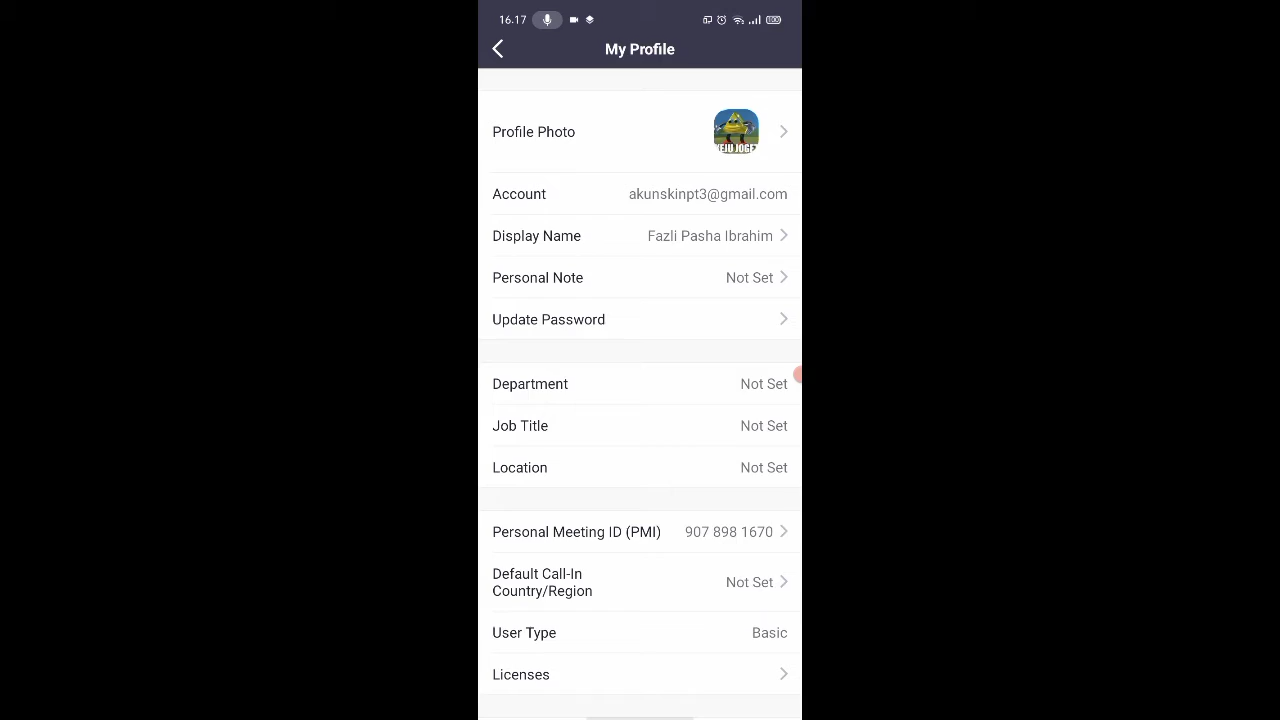 16.17
My Profile
Profile Photo
KEJU JOGET
Account akunskinpt3@gmail.com
Display Name Fazli Pasha Ibrahim
Personal Note Not Set
Update Password
Department Not Set
Job Title Not Set
Location Not Set
Personal Meeting ID (PMI) 907 898 1670
Default Call-In
Country/Region Not Set
User Type Basic
Licenses